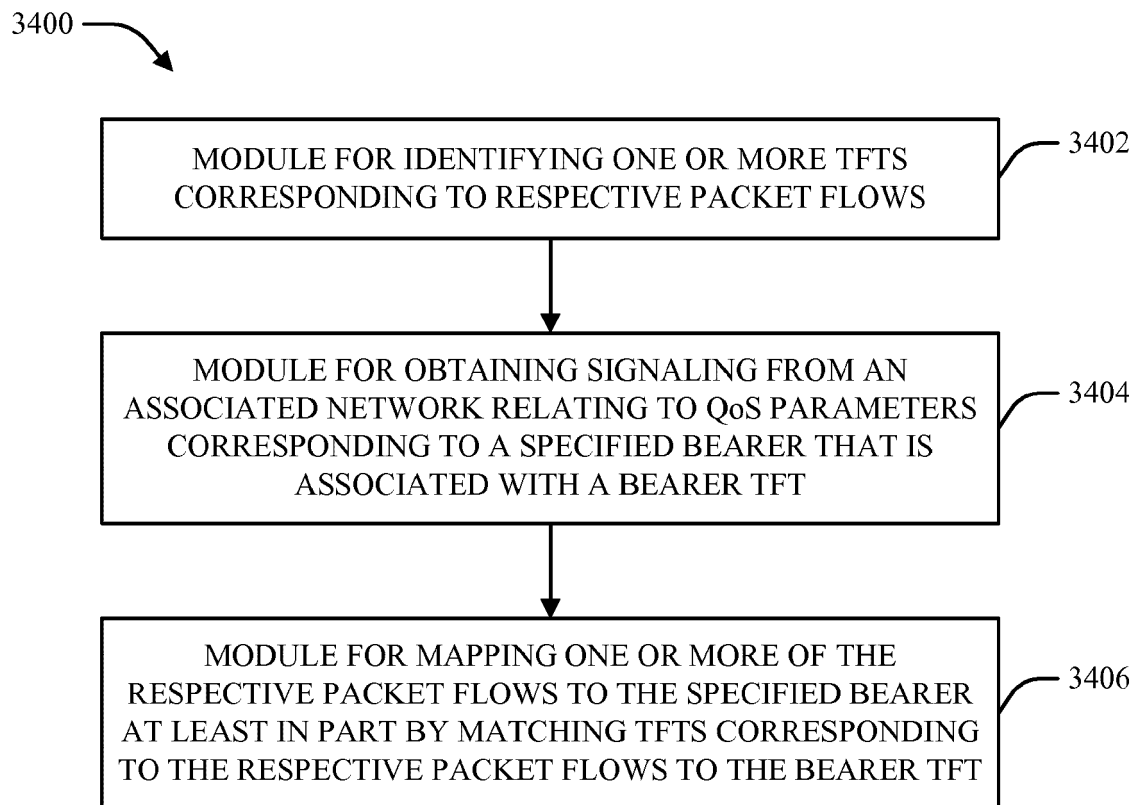 3400
MODULE FOR IDENTIFYING ONE OR MORE TFTS
CORRESPONDING TO RESPECTIVE PACKET FLOWS
3402
MODULE FOR OBTAINING SIGNALING FROM AN
ASSOCIATED NETWORK RELATING TO QoS PARAMETERS
CORRESPONDING TO A SPECIFIED BEARER THAT IS
ASSOCIATED WITH A BEARER TFT
3404
MODULE FOR MAPPING ONE OR MORE OF THE
RESPECTIVE PACKET FLOWS TO THE SPECIFIED BEARER
AT LEAST IN PART BY MATCHING TFTS CORRESPONDING
TO THE RESPECTIVE PACKET FLOWS TO THE BEARER TFT
3406